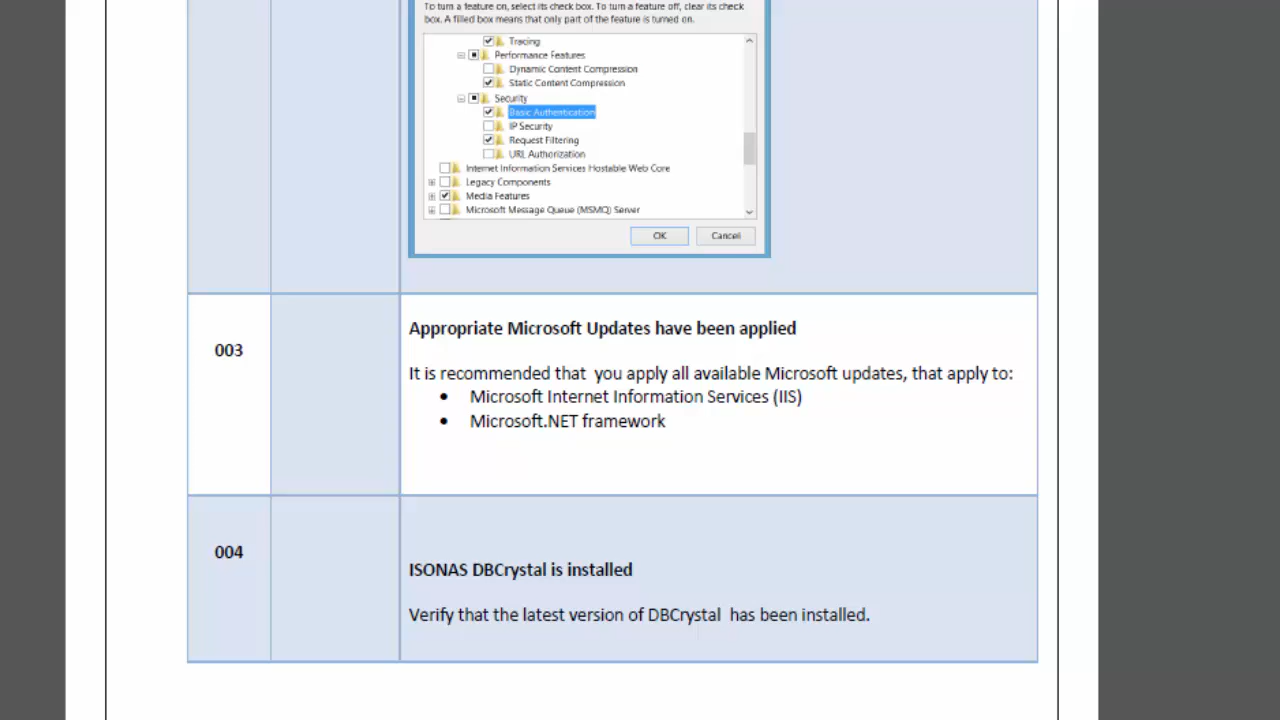 To turn a feature on, select its check box. To turn a feature off, clear its check
box. A filled box means that only part of the feature is turned on.
Tracing
Performance Features
Dynamic Content Compression
Static Content Compression
Security
Basic Authentication
IP Security
Request Filtering
URL Authorization
Internet Information Services Hostable Web Core
Legacy Components
Media Features
Microsoft Message Queue (MSMQ) Server
OK Cancel
003
Appropriate Microsoft Updates have been applied
It is recommended that you apply all available Microsoft updates, that apply to:
• Microsoft Internet Information Services (IIS)
• Microsoft.NET framework
004
ISONAS DBCrystal is installed
Verify that the latest version of DBCrystal has been installed.